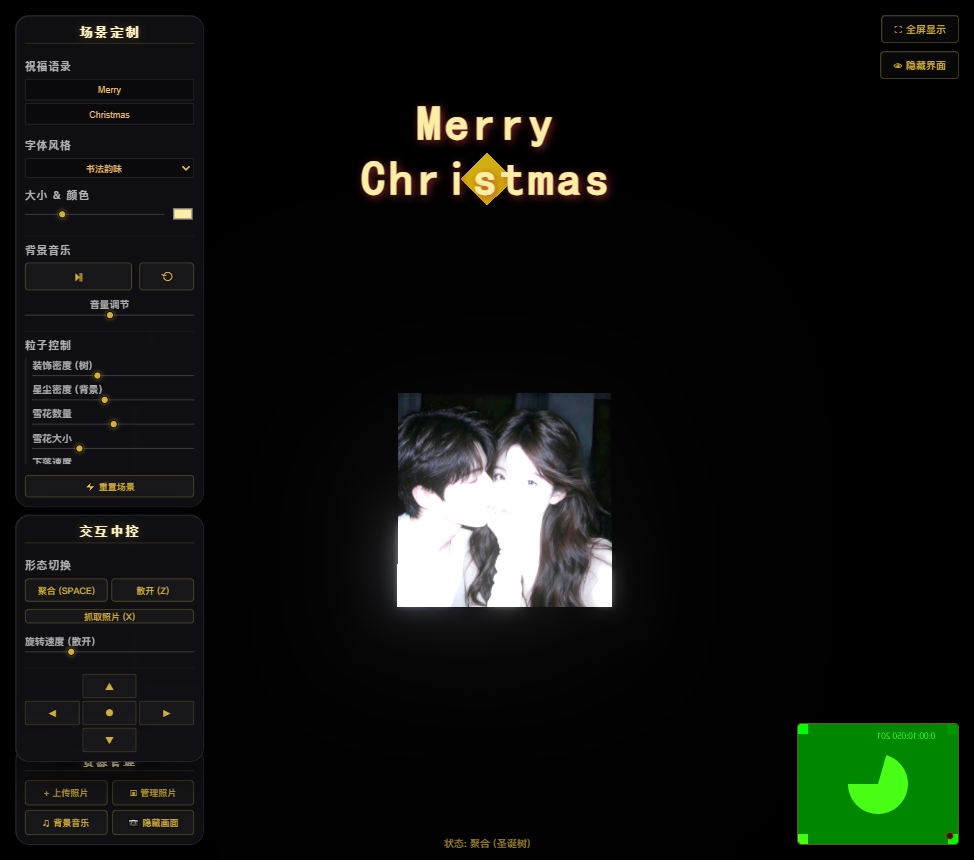 场景定制
祝福语录
Merry
Christmas
字体风格
书法韵味
大小 & 颜色
背景音乐
音量调节
粒子控制
装饰密度 (树)
星尘密度 (背景)
雪花数量
雪花大小
下落速度
重置场景
交互中控
形态切换
聚合 (SPACE)
散开 (Z)
抓取照片 (X)
旋转速度 (散开)
+ 上传照片
管理照片
背景音乐
隐藏画面
Merry
Christmas
全屏显示
隐藏界面
状态: 聚合 (圣诞树)